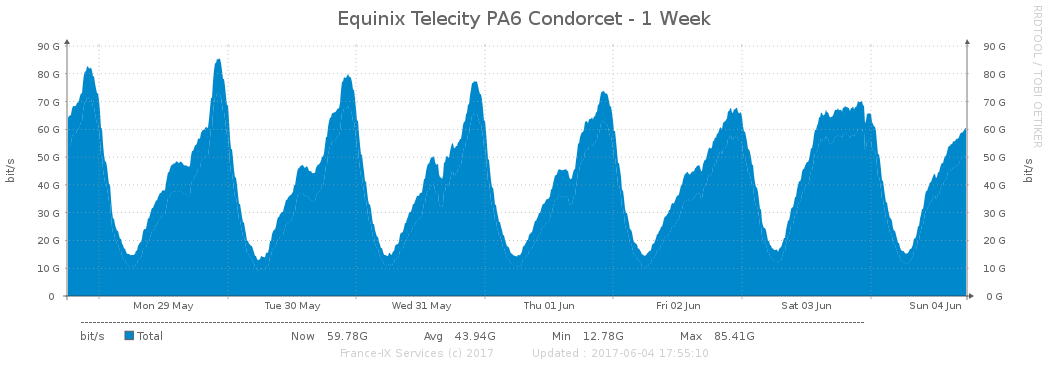 Equinix Telecity PA6 Condorcet - 1 Week
RRDTOOL / TOBI OETIKER
bit/s
90 G
80 G
70 G
60 G
50 G
40 G
30 G
20 G
10 G
0
90 G
80 G
70 G
60 G
50 G
40 G
30 G
20 G
10 G
0 G
bit/s
Mon 29 May Tue 30 May Wed 31 May Thu 01 Jun Fri 02 Jun Sat 03 Jun Sun 04 Jun
bit/s Total Now 59.78G Avg 43.94G Min 12.78G Max 85.41G
France-IX Services (c) 2017 Updated : 2017-06-04 17:55:10